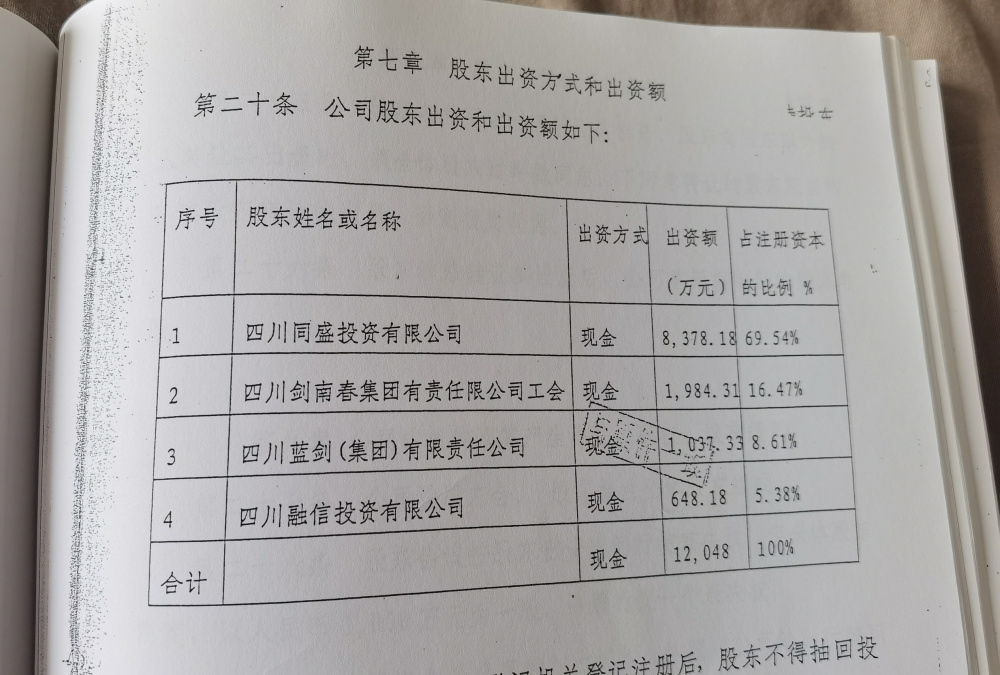 第七章 股东出资方式和出资额
第二十条 公司股东出资和出资额如下:
序号 股东姓名或名称 出资方式 出资额 占注册资本
(万元) 的比例 %
1 四川同盛投资有限公司 现金 8,378.18 69.54%
2 四川剑南春集团有责任限公司工会 现金 1,984.31 16.47%
3 四川蓝剑(集团)有限责任公司 现金 1,037.33 8.61%
4 四川融信投资有限公司 现金 648.18 5.38%
合计 现金 12,048 100%
登记注册后,股东不得抽回投